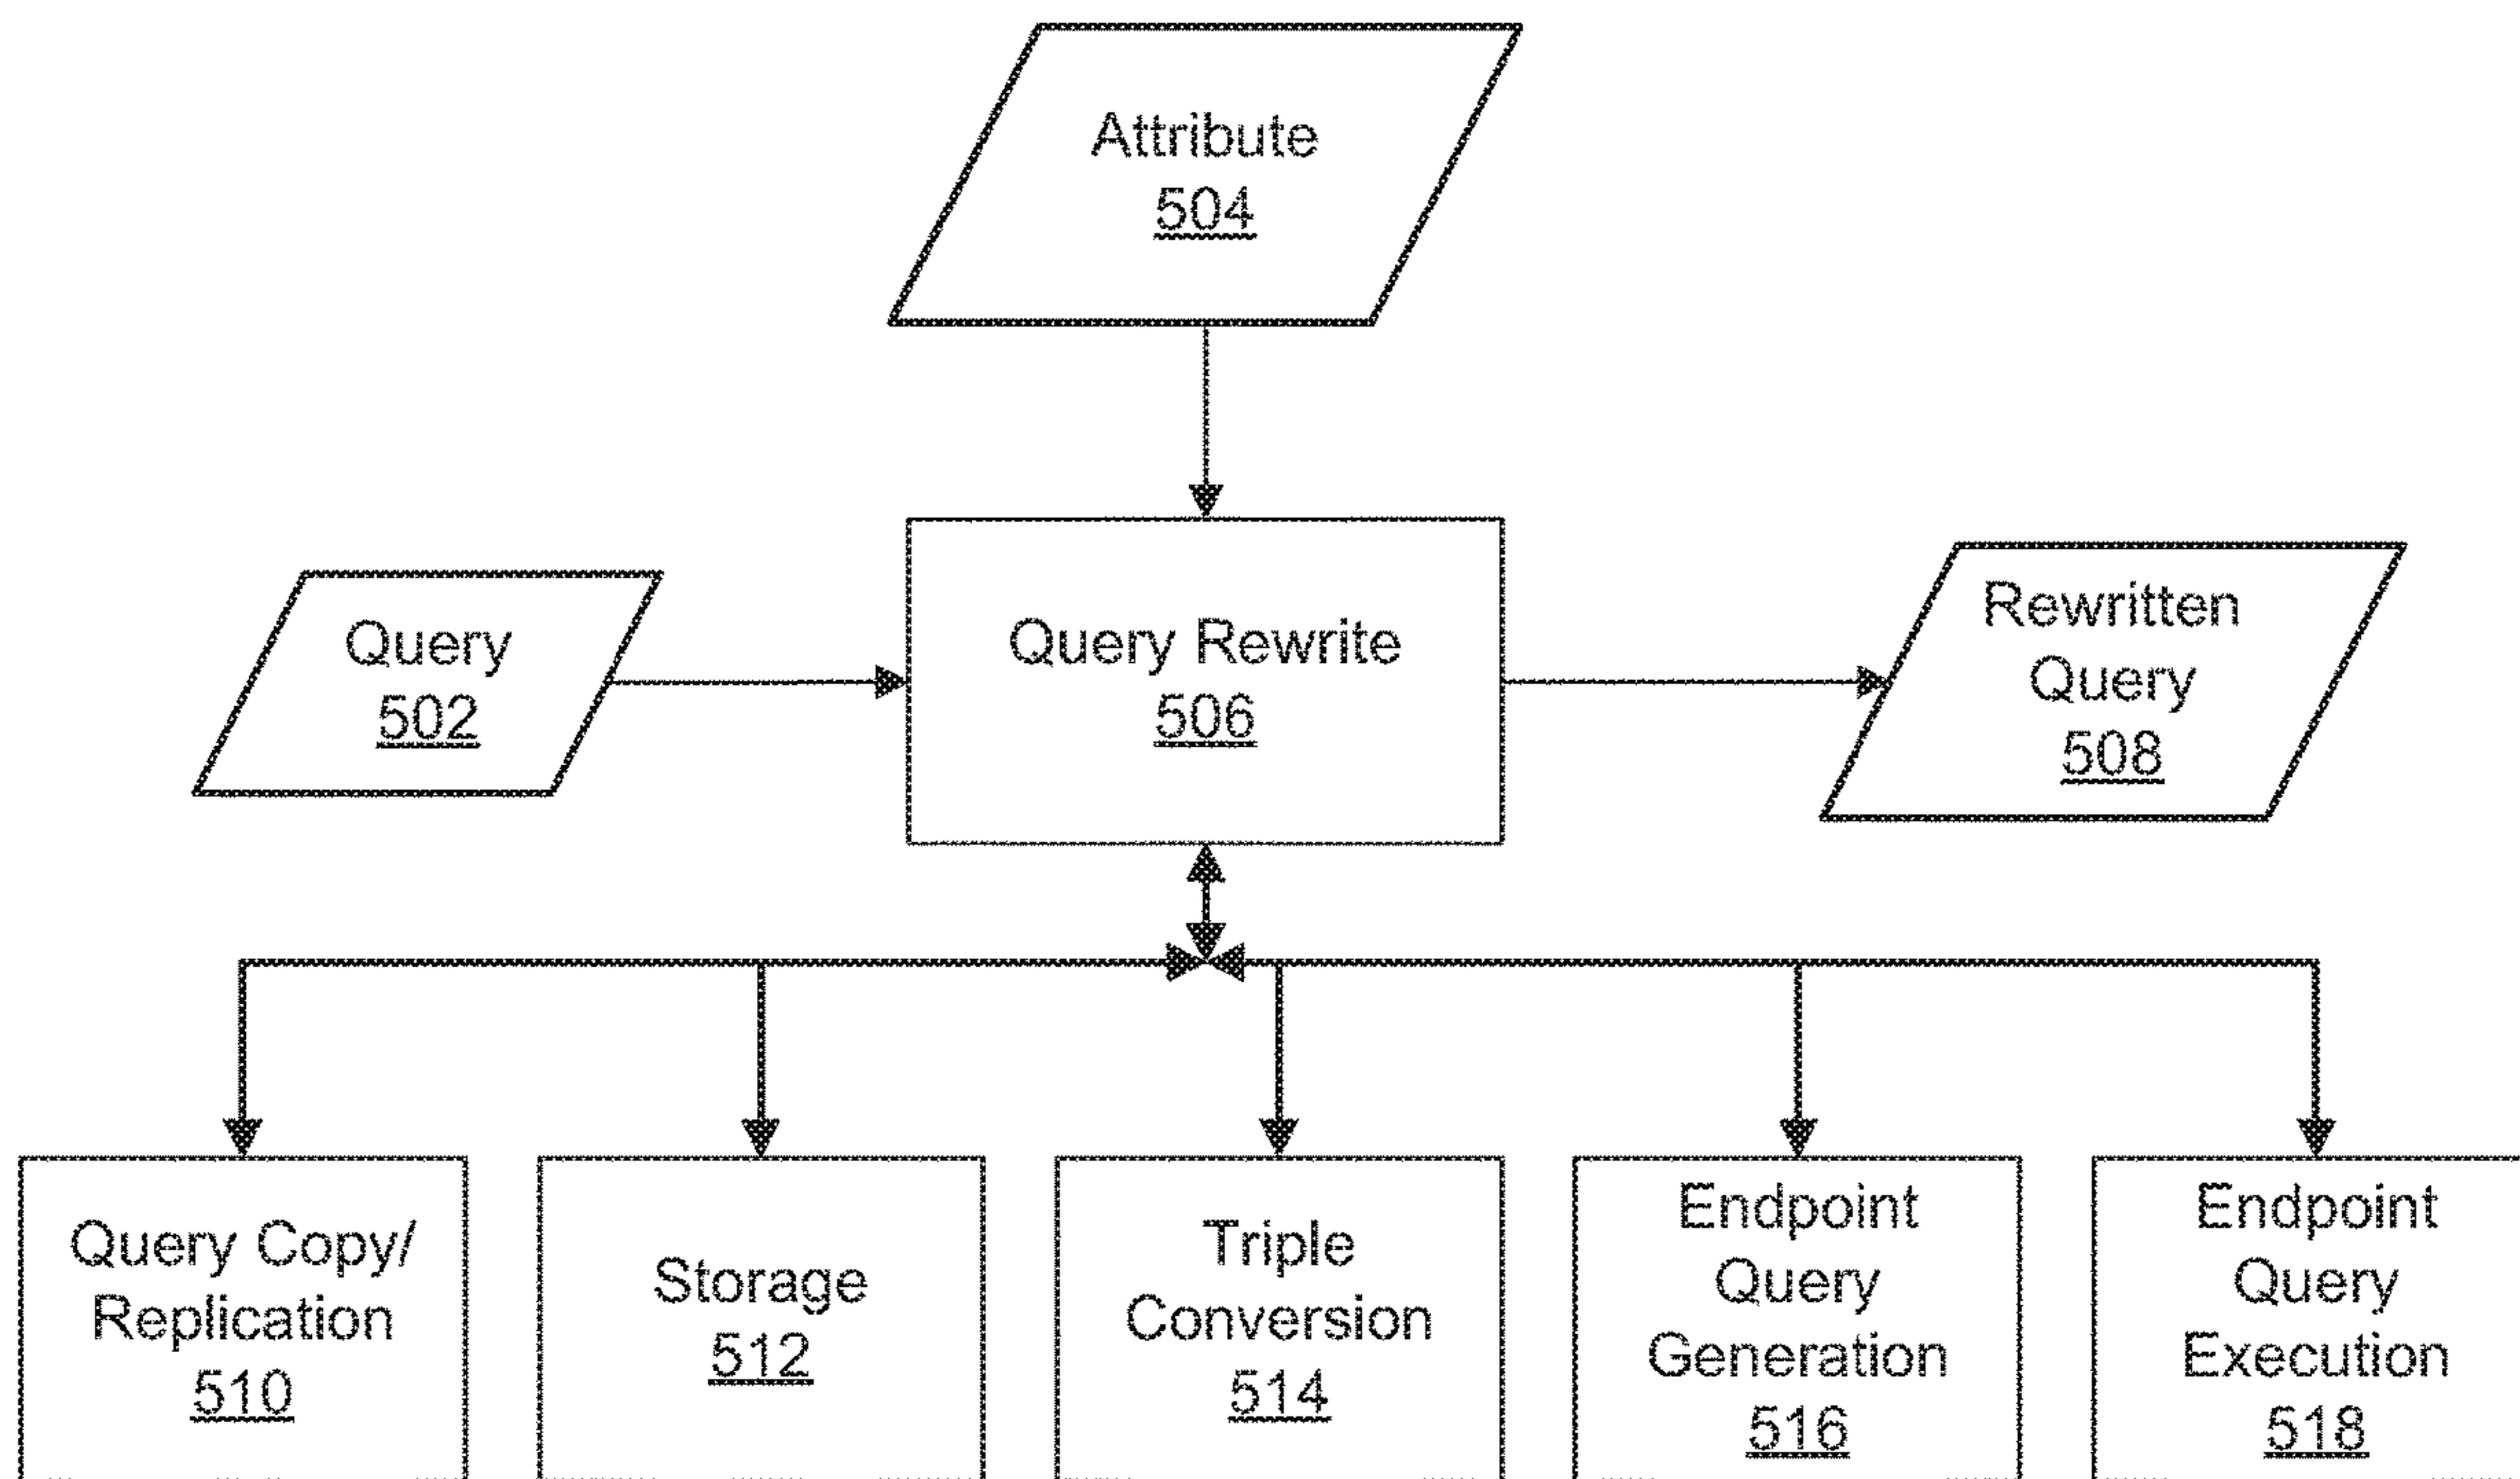 Attribute
504
Query
502
Query Rewrite
506
Rewritten
Query
508
Query Copy/
Replication
510
Storage
512
Triple
Conversion
514
Endpoint
Query
Generation
516
Endpoint
Query
Execution
518